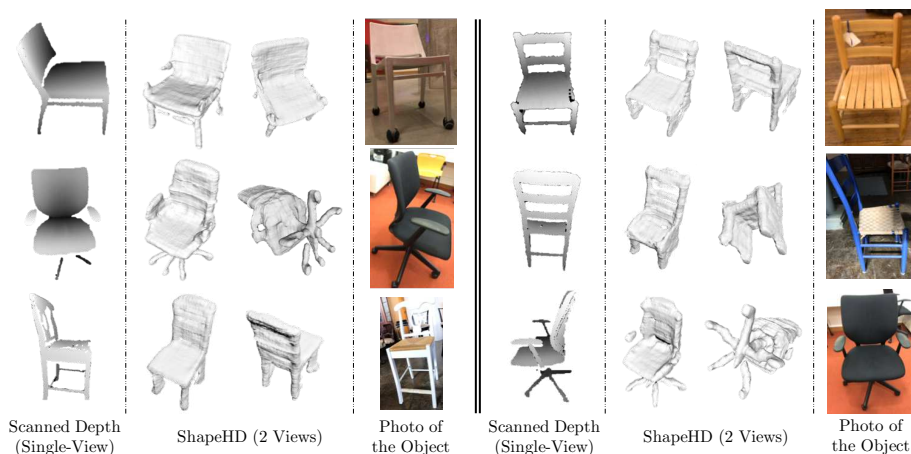 Scanned Depth
(Single-View)
ShapeHD (2 Views)
Photo of
the Object
Scanned Depth
(Single-View)
ShapeHD (2 Views)
Photo of
the Object